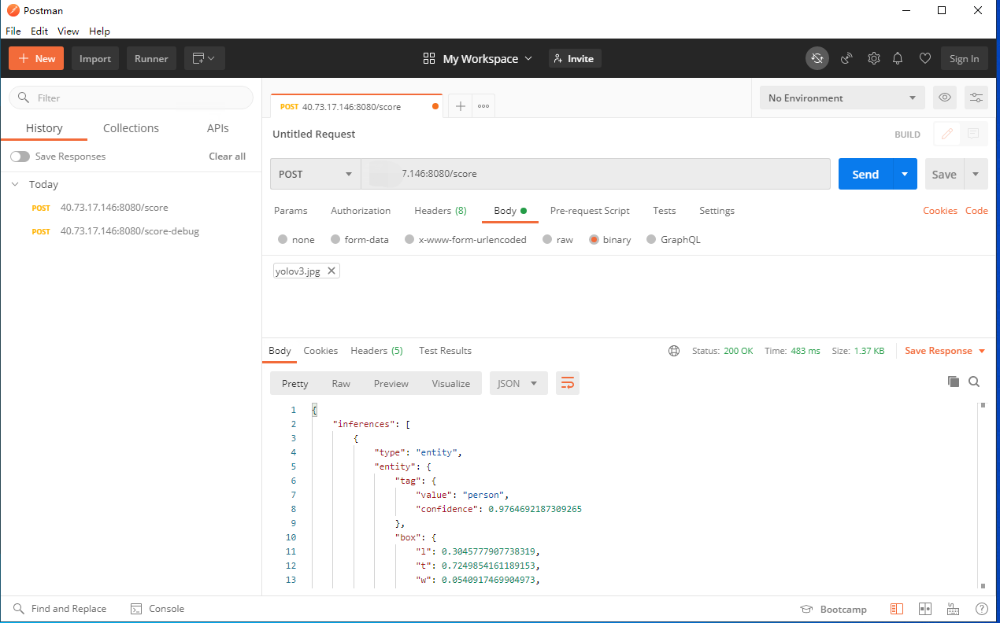 Postman
File Edit View Help
New Import Runner My Workspace Invite Sign In
Filter
History Collections APIs
Save Responses Clear all
Today
POST 40.73.17.146:8080/score
POST 40.73.17.146:8080/score-debug
POST 40.73.17.146:8080/score No Environment
Untitled Request BUILD
POST 7.146:8080/score Send Save
Params Authorization Headers (8) Body Pre-request Script Tests Settings Cookies Code
none form-data x-www-form-urlencoded raw binary GraphQL
yolov3.jpg
Body Cookies Headers (5) Test Results Status: 200 OK Time: 483 ms Size: 1.37 KB Save Response
Pretty Raw Preview Visualize JSON
1 {
2 "inferences": [
3 {
4 "type": "entity",
5 "entity": {
6 "tag": {
7 "value": "person",
8 "confidence": 0.9764692187309265
9 },
10 "box": {
11 "l": 0.3045777907738319,
12 "t": 0.7249854161189153,
13 "w": 0.0540917469904973,
Find and Replace Console Bootcamp